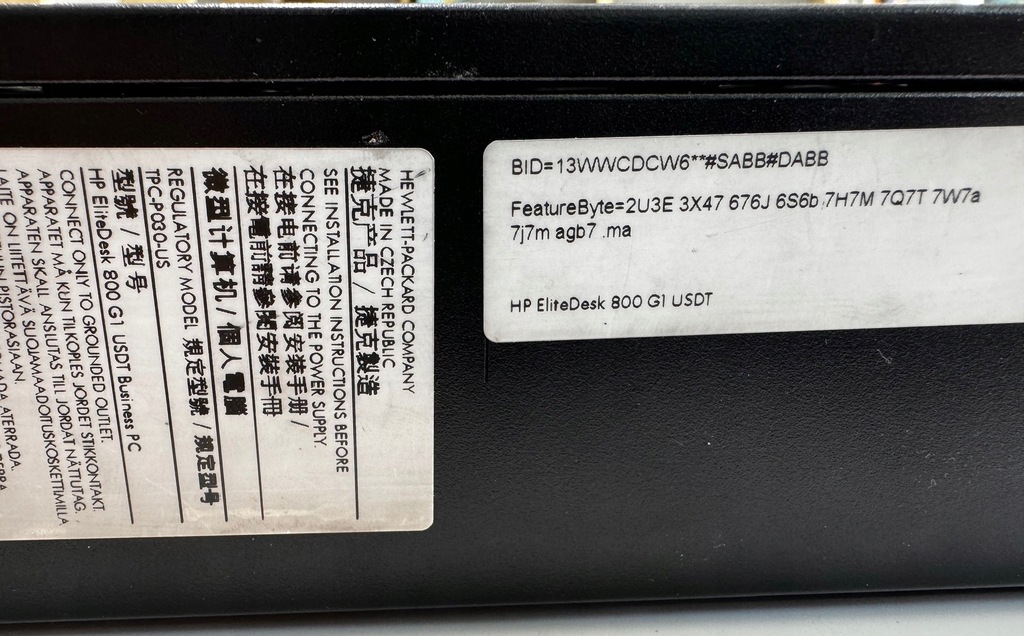 HEWLETT-PACKARD COMPANY
MADE IN CZECH REPUBLIC
捷克产品 / 捷克製造
SEE INSTALLATION INSTRUCTIONS BEFORE
CONNECTING TO THE POWER SUPPLY.
在接电前请参阅安装手册 /
在接電前請參閱安裝手冊
微型计算机 / 個人電腦
REGULATORY MODEL 規定型號 / 规定型号
TPC-P030-US
型號 / 型号
HP EliteDesk 800 G1 USDT Business PC
CONNECT ONLY TO GROUNDED OUTLET.
APPARATET MÅ KUN TILKOPLES JORDET STIKKONTAKT.
APPARATEN SKALL ANSLUTAS TILL JORDAT NÄTTUTAG.
LAITE ON LIITETTÄVÄ SUOJAMAADOITUSKOSKETTIMILLA
PISTORASIAAN.
ATERRADA.
BID=13WWCDCW6**#SABB#DABB
FeatureByte=2U3E 3X47 676J 6S6b 7H7M 7Q7T 7W7a
7j7m agb7 .ma
HP EliteDesk 800 G1 USDT